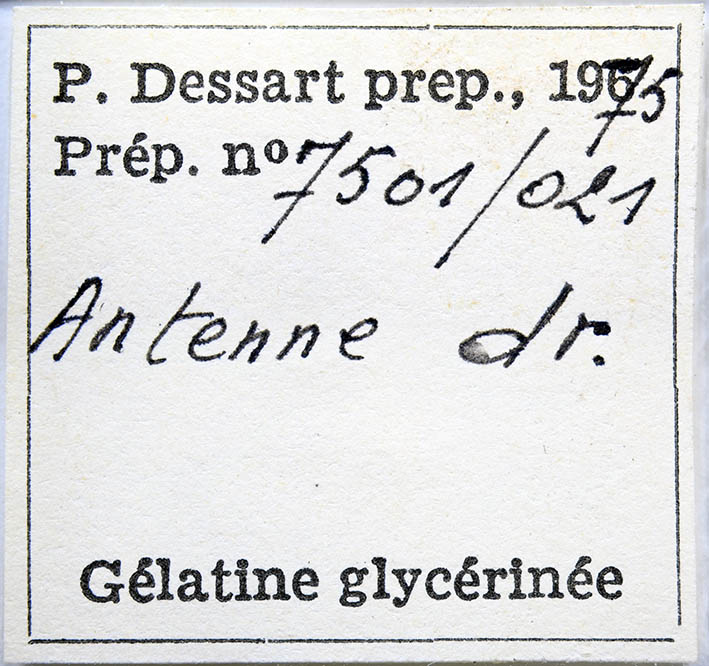 P. Dessart prep., 1975
Prép. nº 7501/021
Antenne dr.
Gélatine glycérinée